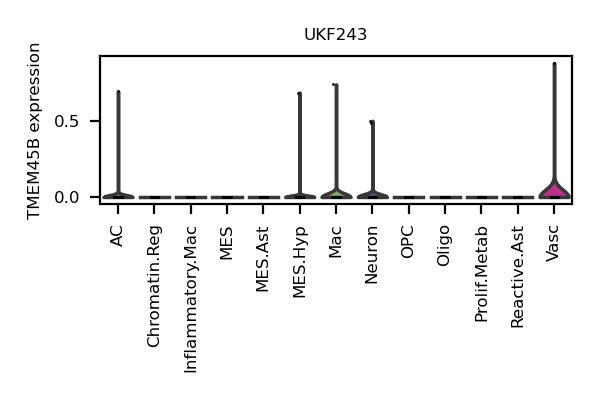 UKF243
TMEM45B expression
0.5
0.0
AC
Chromatin.Reg
Inflammatory.Mac
MES
MES.Ast
MES.Hyp
Mac
Neuron
OPC
Oligo
Prolif.Metab
Reactive.Ast
Vasc